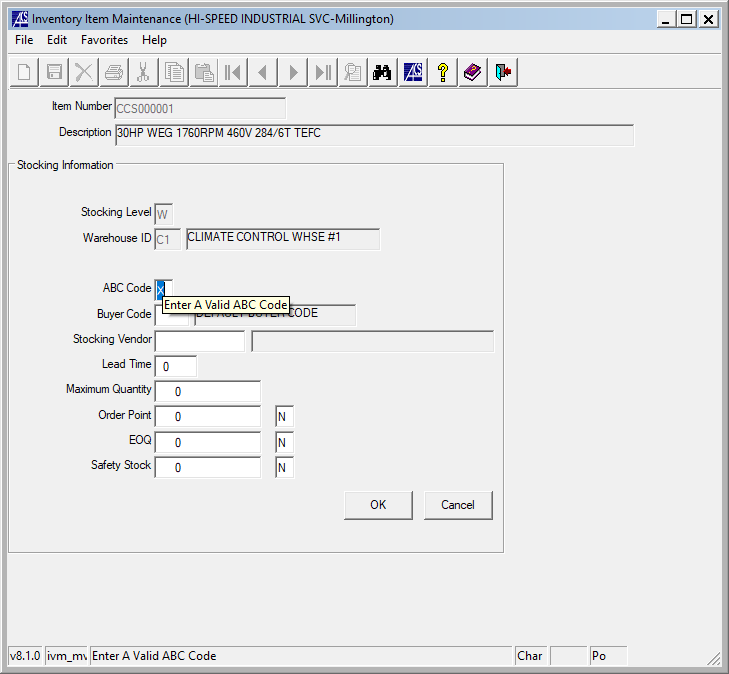 Inventory Item Maintenance (HI-SPEED INDUSTRIAL SVC-Millington)
File Edit Favorites Help
Item Number CCS000001
Description 30HP WEG 1760RPM 460V 284/6T TEFC
Stocking Information
Stocking Level W
Warehouse ID C1 CLIMATE CONTROL WHSE #1
ABC Code X
Enter A Valid ABC Code
Buyer Code DEFAULT BUYER CODE
Stocking Vendor
Lead Time 0
Maximum Quantity 0
Order Point 0 N
EOQ 0 N
Safety Stock 0 N
OK Cancel
v8.1.0 ivm_mv Enter A Valid ABC Code Char Po